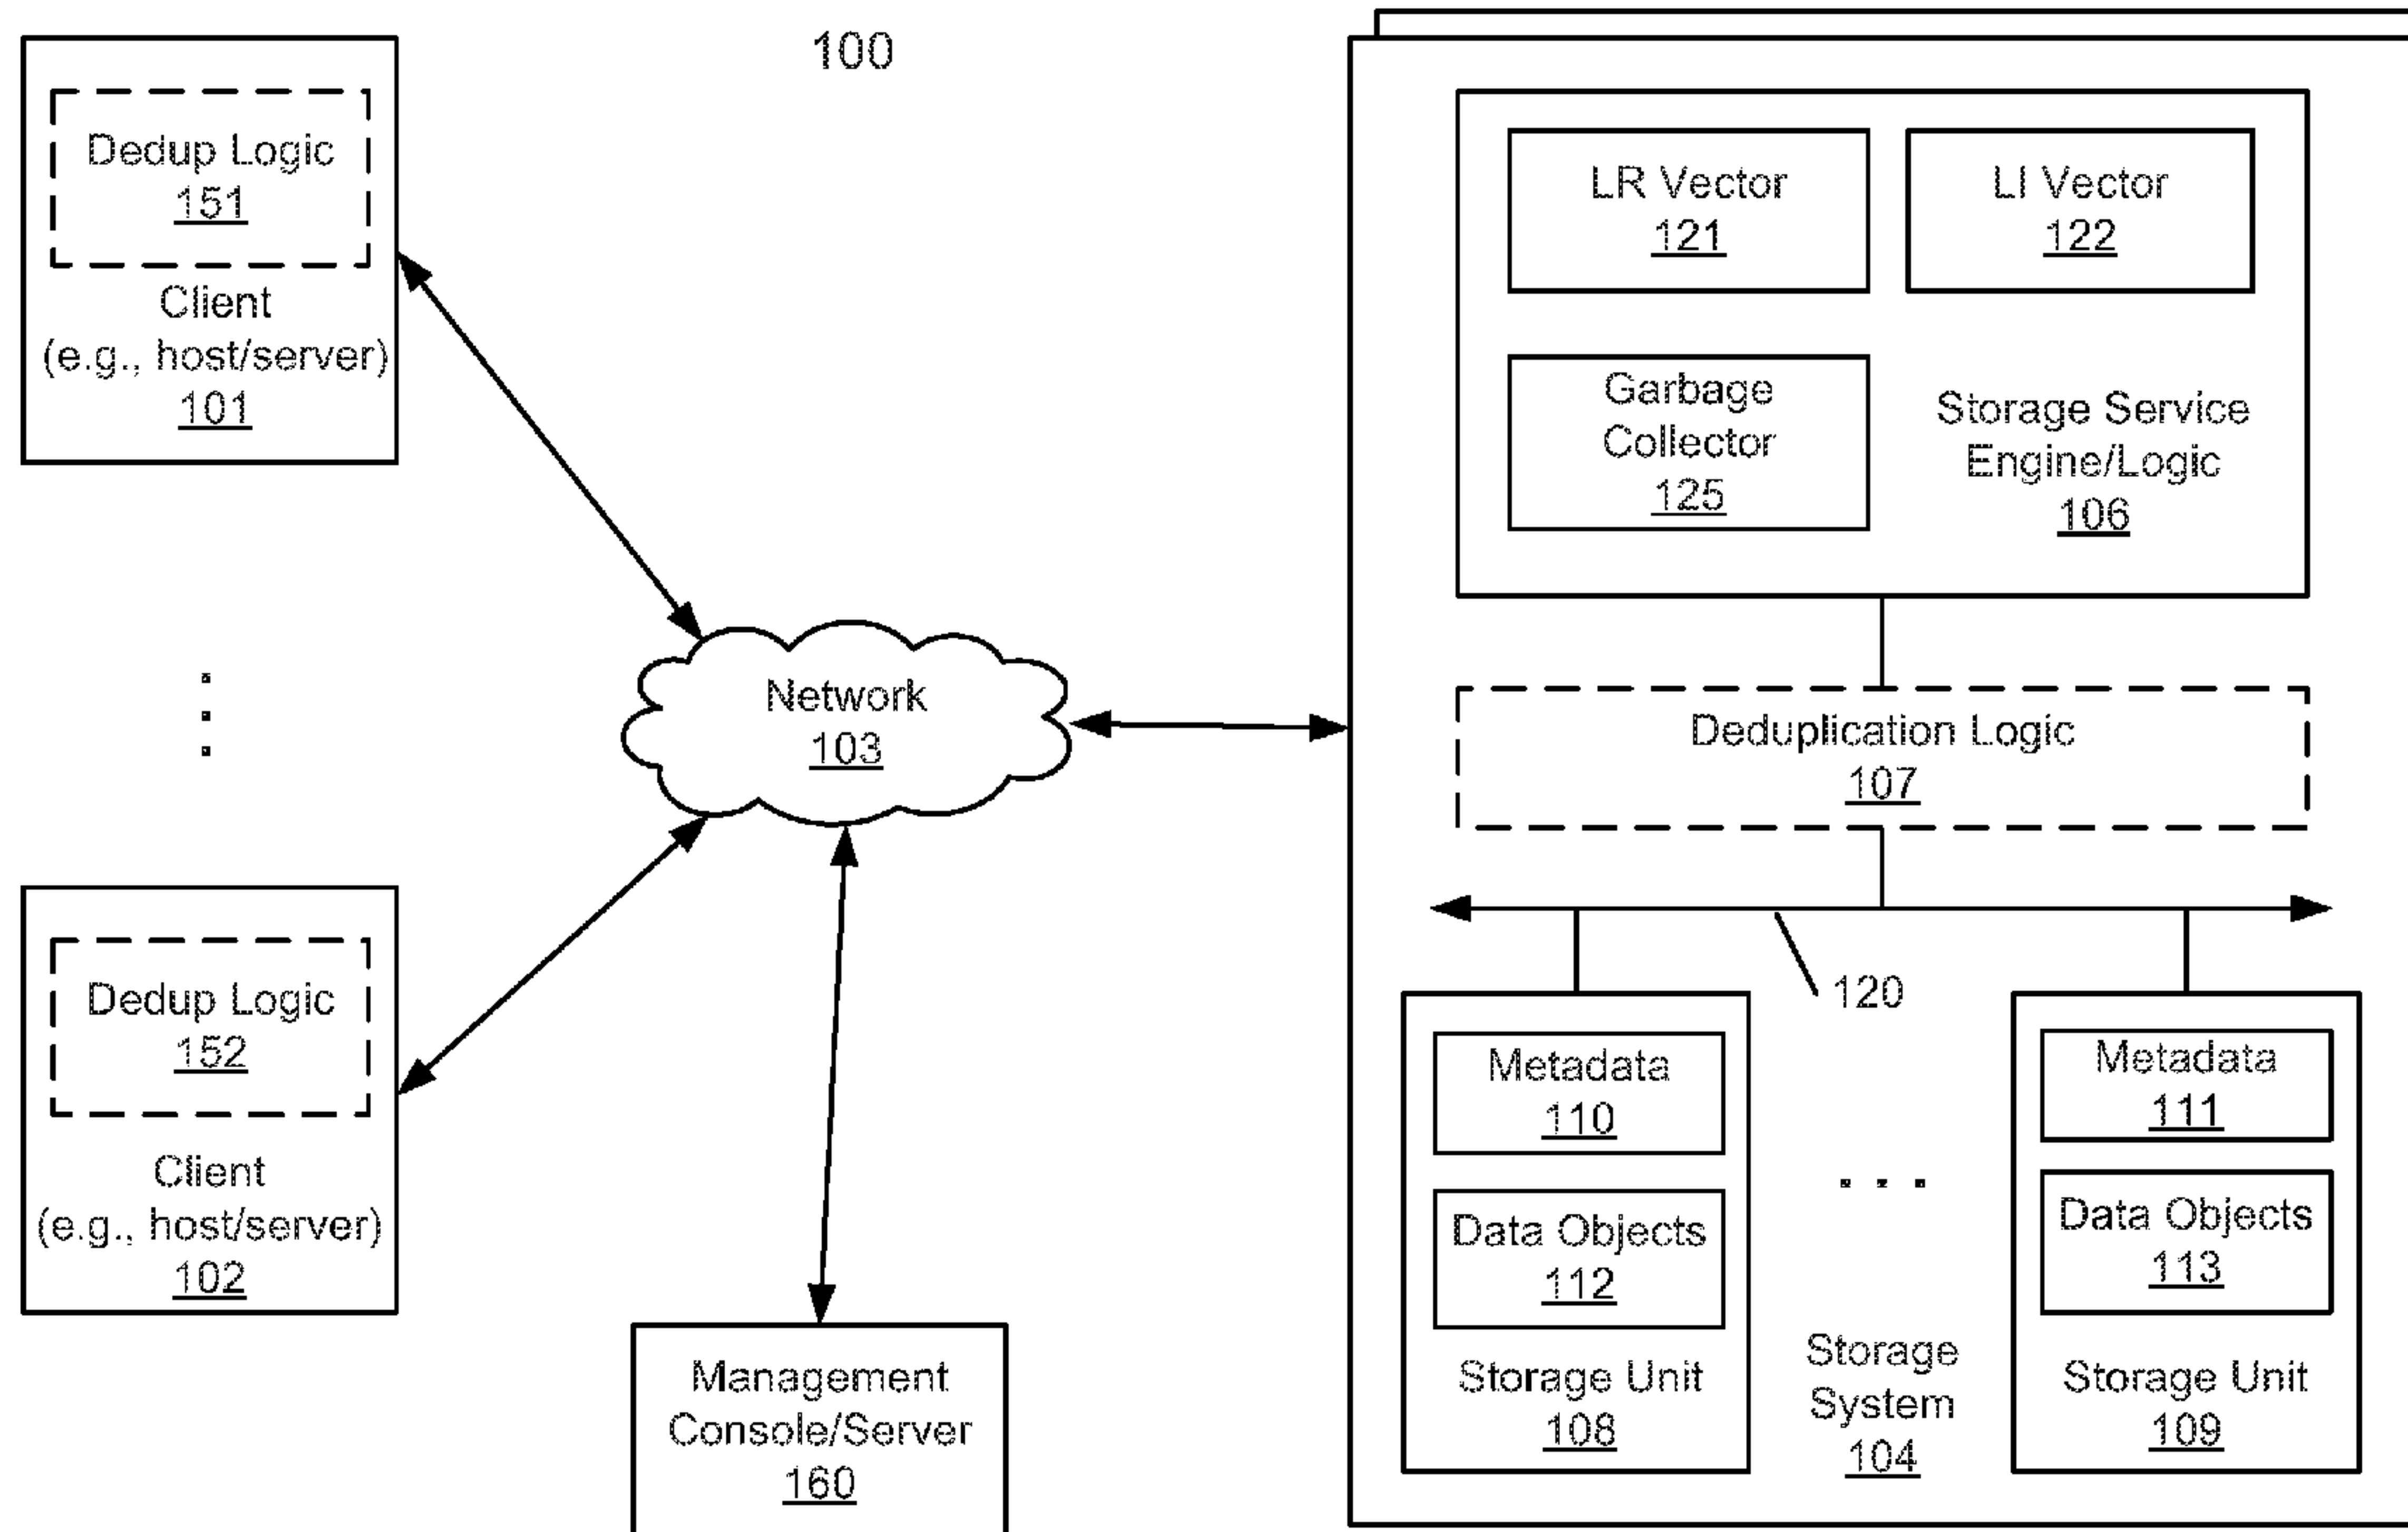 100
Dedup Logic
151
Client
(e.g., host/server)
101
Dedup Logic
152
Client
(e.g., host/server)
102
Network
103
Management
Console/Server
160
LR Vector
121
LI Vector
122
Garbage
Collector
125
Storage Service
Engine/Logic
106
Deduplication Logic
107
120
Metadata
110
Data Objects
112
Storage Unit
108
. . .
Storage
System
104
Metadata
111
Data Objects
113
Storage Unit
109